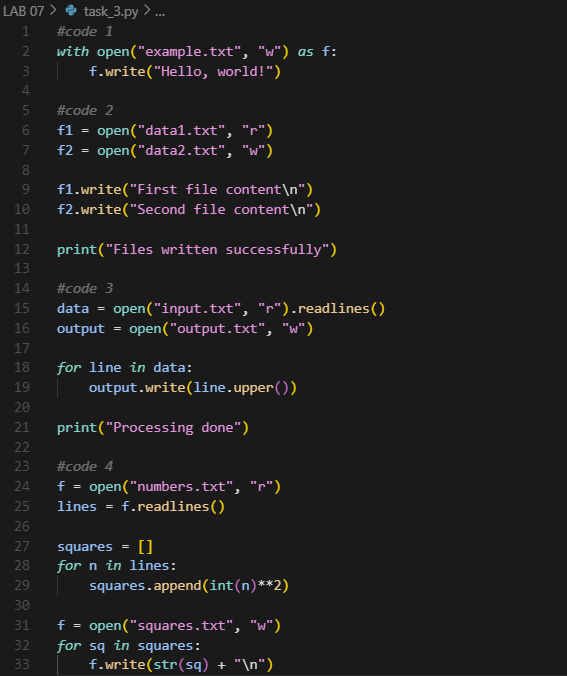 LAB 07 > task_3.py > ...
1 #code 1
2 with open("example.txt", "w") as f:
3     f.write("Hello, world!")
4
5 #code 2
6 f1 = open("data1.txt", "r")
7 f2 = open("data2.txt", "w")
8
9 f1.write("First file content\n")
10 f2.write("Second file content\n")
11
12 print("Files written successfully")
13
14 #code 3
15 data = open("input.txt", "r").readlines()
16 output = open("output.txt", "w")
17
18 for line in data:
19     output.write(line.upper())
20
21 print("Processing done")
22
23 #code 4
24 f = open("numbers.txt", "r")
25 lines = f.readlines()
26
27 squares = []
28 for n in lines:
29     squares.append(int(n)**2)
30
31 f = open("squares.txt", "w")
32 for sq in squares:
33     f.write(str(sq) + "\n")